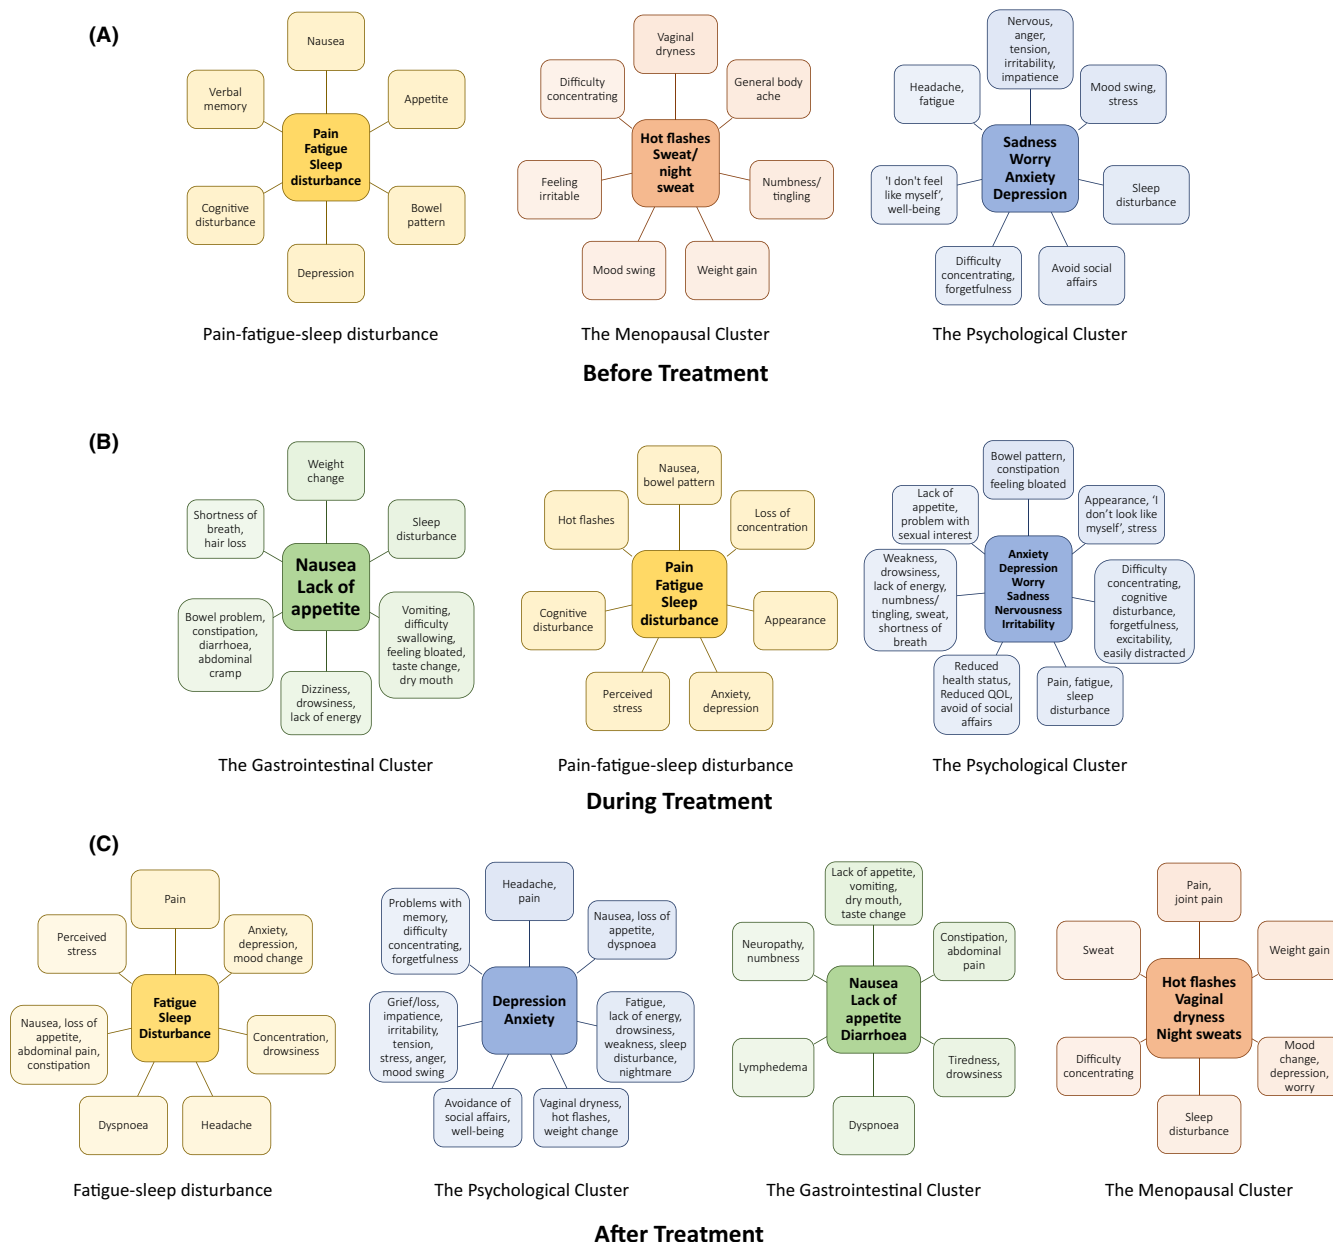 (A)
Nausea
Verbal
memory
Appetite
Pain
Fatigue
Sleep
disturbance
Cognitive
disturbance
Bowel
pattern
Depression
Pain-fatigue-sleep disturbance
Vaginal
dryness
Difficulty
concentrating
General body
ache
Hot flashes
Sweat/
night
sweat
Feeling
irritable
Numbness/
tingling
Mood swing
Weight gain
The Menopausal Cluster
Nervous,
anger,
tension,
irritability,
impatience
Headache,
fatigue
Mood swing,
stress
Sadness
Worry
Anxiety
Depression
'I don't feel
like myself’,
well-being
Sleep
disturbance
Difficulty
concentrating,
forgetfulness
Avoid social
affairs
The Psychological Cluster
Before Treatment
(B)
Weight
change
Shortness of
breath,
hair loss
Sleep
disturbance
Nausea
Lack of
appetite
Bowel problem,
constipation,
diarrhoea,
abdominal
cramp
Vomiting,
difficulty
swallowing,
feeling bloated,
taste change,
dry mouth
Dizziness,
drowsiness,
lack of energy
The Gastrointestinal Cluster
Nausea,
bowel pattern
Hot flashes
Loss of
concentration
Pain
Fatigue
Sleep
disturbance
Cognitive
disturbance
Appearance
Perceived
stress
Anxiety,
depression
Pain-fatigue-sleep disturbance
Bowel pattern,
constipation
feeling bloated
Lack of
appetite,
problem with
sexual interest
Appearance, ‘I
don’t look like
myself’, stress
Anxiety
Depression
Worry
Sadness
Nervousness
Irritability
Weakness,
drowsiness,
lack of energy,
numbness/
tingling, sweat,
shortness of
breath
Difficulty
concentrating,
cognitive
disturbance,
forgetfulness,
excitability,
easily distracted
Reduced
health status,
Reduced QOL,
avoid of social
affairs
Pain, fatigue,
sleep
disturbance
The Psychological Cluster
During Treatment
(C)
Pain
Perceived
stress
Anxiety,
depression,
mood change
Fatigue
Sleep
Disturbance
Nausea, loss of
appetite,
abdominal pain,
constipation
Concentration,
drowsiness
Dyspnoea
Headache
Fatigue-sleep disturbance
Headache,
pain
Problems with
memory,
difficulty
concentrating,
forgetfulness
Nausea, loss of
appetite,
dyspnoea
Depression
Anxiety
Grief/loss,
impatience,
irritability,
tension,
stress, anger,
mood swing
Fatigue,
lack of energy,
drowsiness,
weakness, sleep
disturbance,
nightmare
Avoidance of
social affairs,
well-being
Vaginal dryness,
hot flashes,
weight change
The Psychological Cluster
Lack of appetite,
vomiting,
dry mouth,
taste change
Neuropathy,
numbness
Constipation,
abdominal
pain
Nausea
Lack of
appetite
Diarrhoea
Lymphedema
Tiredness,
drowsiness
Dyspnoea
The Gastrointestinal Cluster
Pain,
joint pain
Sweat
Weight gain
Hot flashes
Vaginal
dryness
Night sweats
Difficulty
concentrating
Mood
change,
depression,
worry
Sleep
disturbance
The Menopausal Cluster
After Treatment